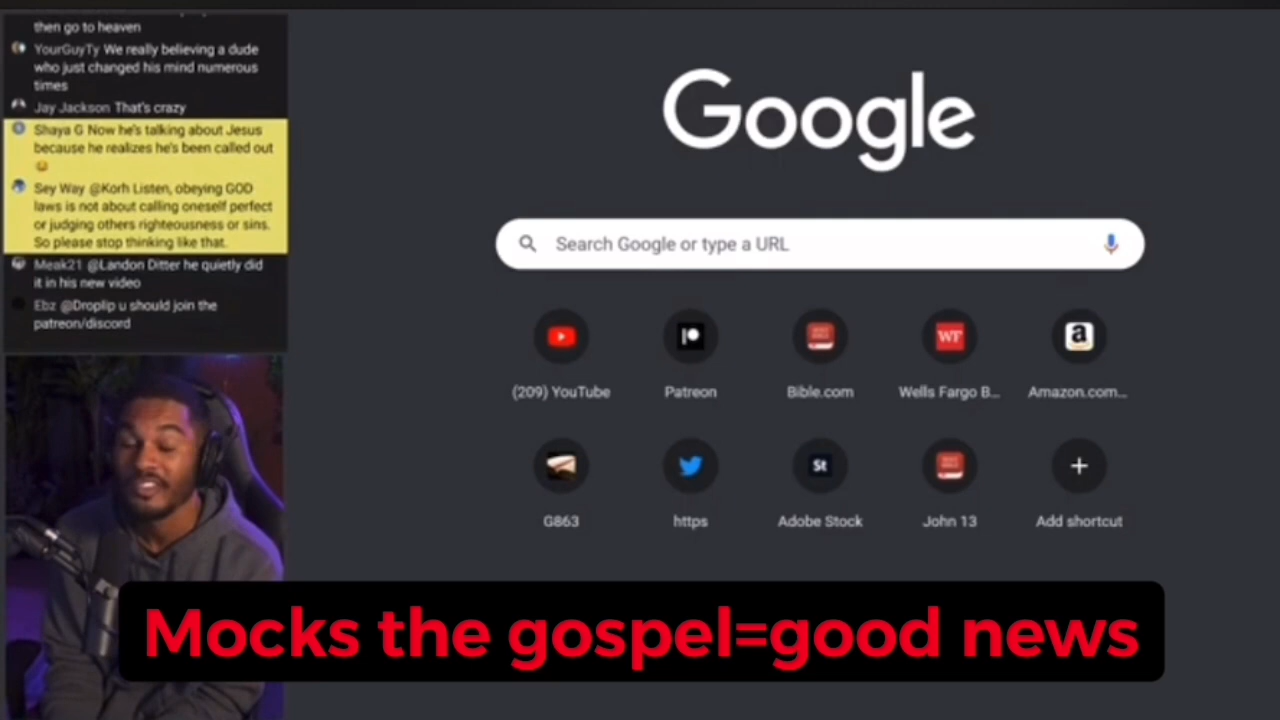 then go to heaven
YourGuyTy We really believing a dude
who just changed his mind numerous
times
Jay Jackson That's crazy
Shaya G Now he's talking about Jesus
because he realizes he's been called out
Sey Way @Korh Listen, obeying GOD
laws is not about calling oneself perfect
or judging others righteousness or sins.
So please stop thinking like that.
Meak21 @Landon Ditter he quietly did
it in his new video
Ebz @Droplip u should join the
patreon/discord
Google
Search Google or type a URL
HOLY BIBLE
WF
a
(209) YouTube
Patreon
Bible.com
Wells Fargo B...
Amazon.com...
St
HOLY BIBLE
G863
https
Adobe Stock
John 13
Add shortcut
Mocks the gospel=good news